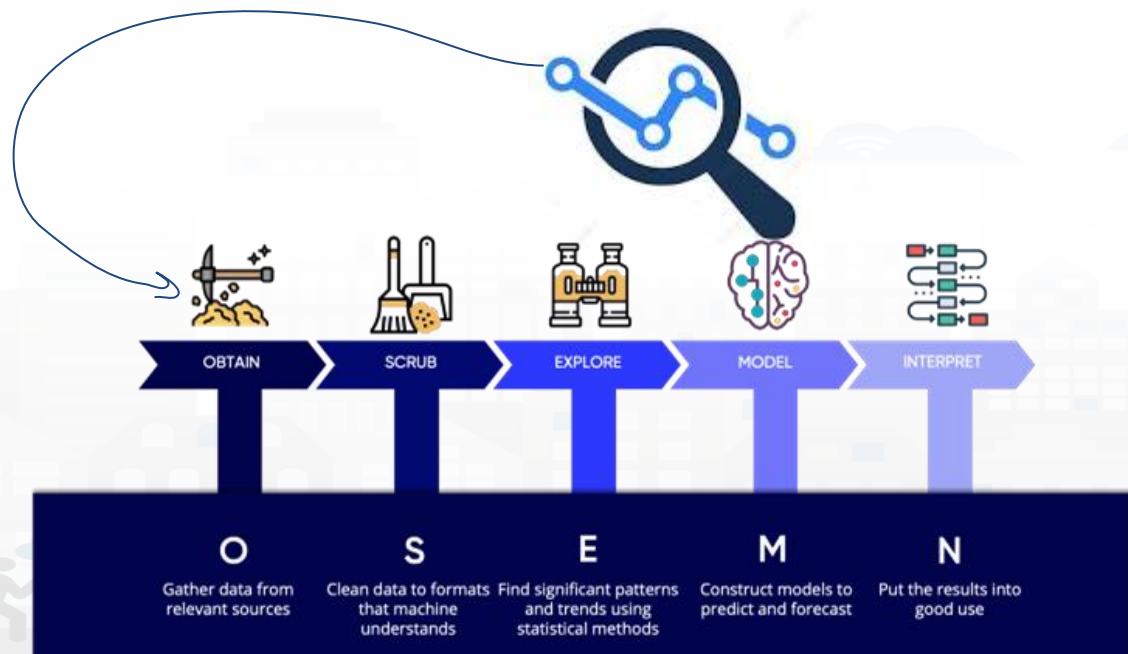 OBTAIN
SCRUB
EXPLORE
MODEL
INTERPRET
O
Gather data from
relevant sources
S
Clean data to formats
that machine
understands
E
Find significant patterns
and trends using
statistical methods
M
Construct models to
predict and forecast
N
Put the results into
good use